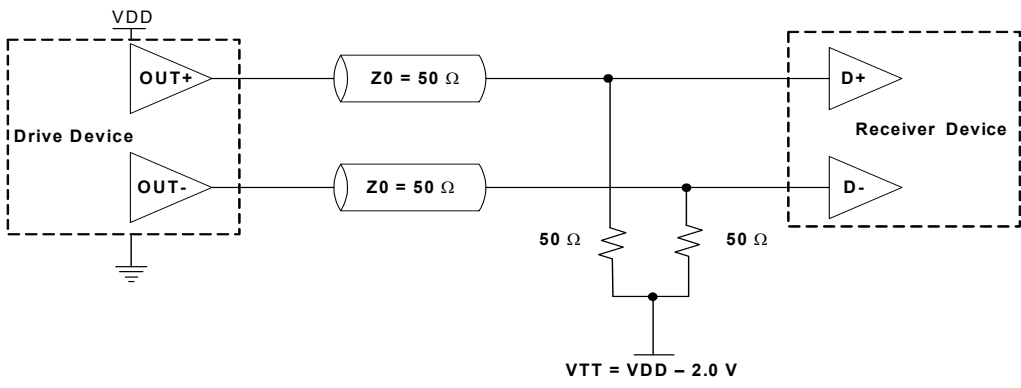 VDD
OUT+
Z0 = 50 Ω
D+
Drive Device
Receiver Device
OUT-
Z0 = 50 Ω
D-
50 Ω
50 Ω
VTT = VDD – 2.0 V